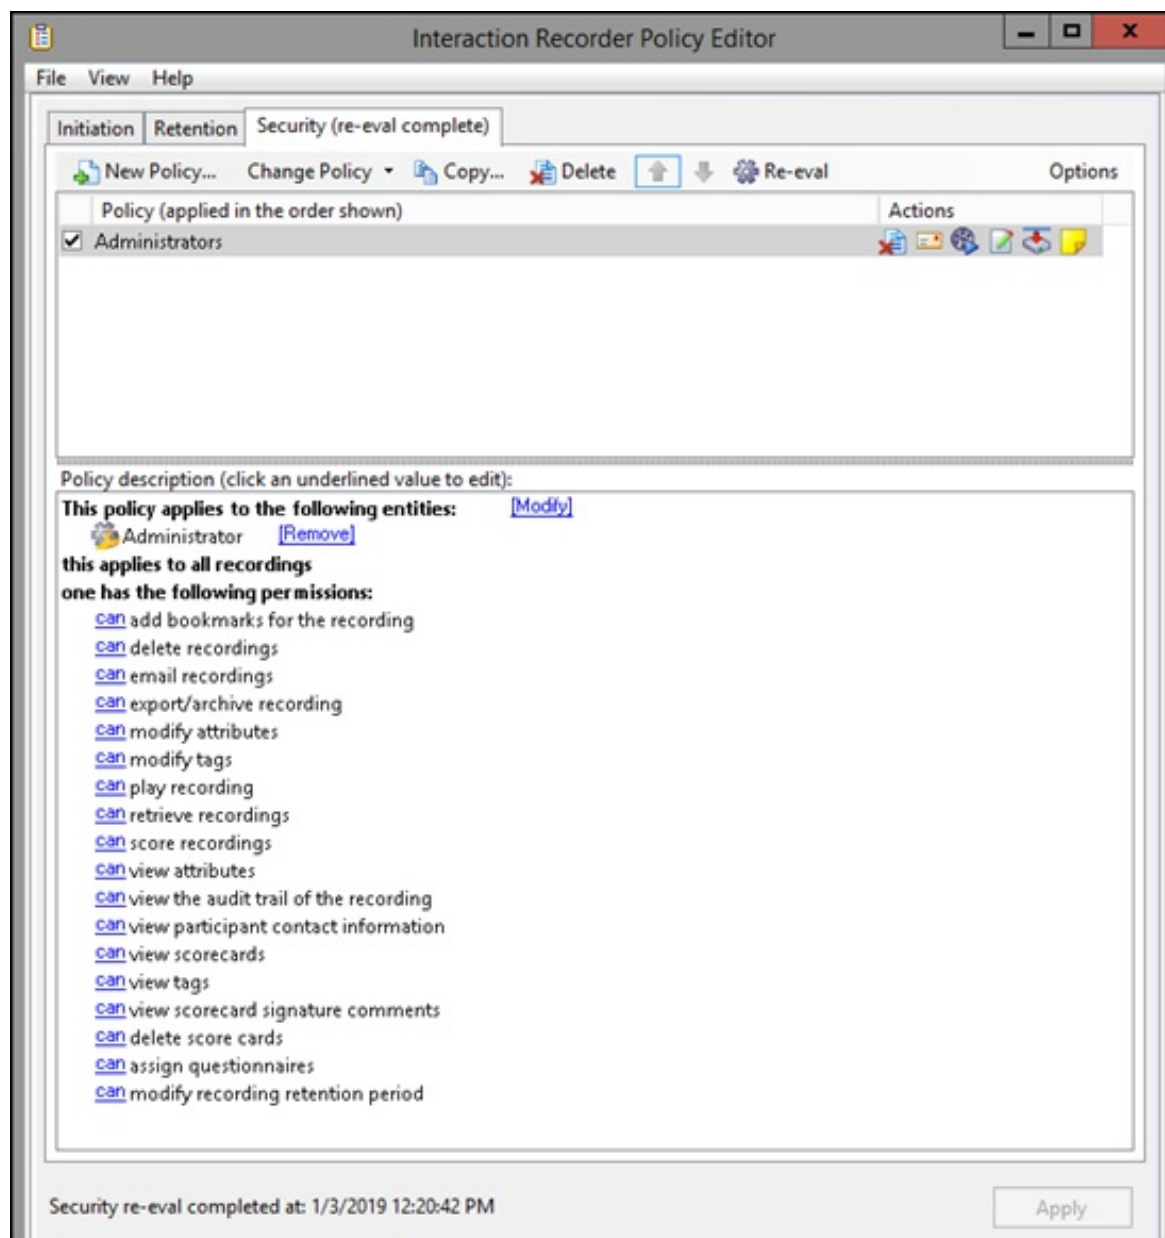 Interaction Recorder Policy Editor
File View Help
Initiation Retention Security (re-eval complete)
New Policy... Change Policy Copy... Delete Re-eval Options
Policy (applied in the order shown) Actions
Administrators
Policy description (click an underlined value to edit):
This policy applies to the following entities: [Modify]
Administrator [Remove]
this applies to all recordings
one has the following permissions:
can add bookmarks for the recording
can delete recordings
can email recordings
can export/archive recording
can modify attributes
can modify tags
can play recording
can retrieve recordings
can score recordings
can view attributes
can view the audit trail of the recording
can view participant contact information
can view scorecards
can view tags
can view scorecard signature comments
can delete score cards
can assign questionnaires
can modify recording retention period
Security re-eval completed at: 1/3/2019 12:20:42 PM Apply